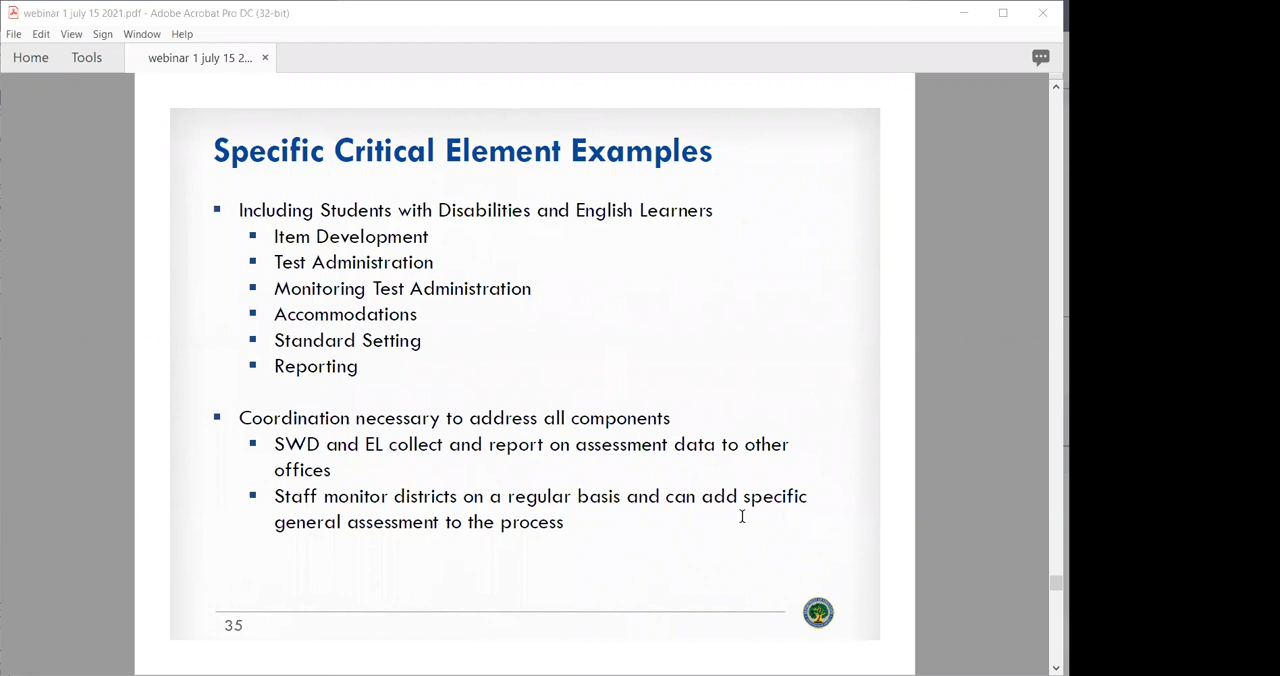 webinar 1 july 15 2021.pdf - Adobe Acrobat Pro DC (32-bit)
File Edit View Sign Window Help
Home Tools webinar 1 july 15 2... ×
Specific Critical Element Examples
Including Students with Disabilities and English Learners
Item Development
Test Administration
Monitoring Test Administration
Accommodations
Standard Setting
Reporting
Coordination necessary to address all components
SWD and EL collect and report on assessment data to other
offices
Staff monitor districts on a regular basis and can add specific
general assessment to the process
35